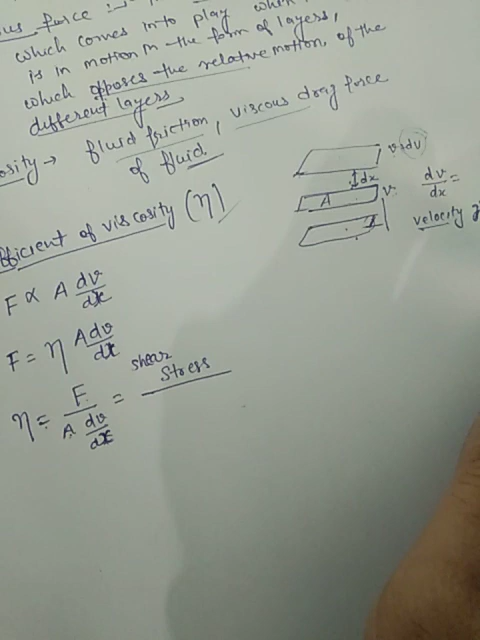 us force :-
which comes into play when
is in motion in the form of layers,
which opposes the relative motion, of the
different layers
osity → fluid friction, viscous drag force
of fluid.
v+dv
dx
A
v
dv/dx =
velocity
fficient of viscosity (η)
F ∝ A dv/dx
F = η A dv/dx
η = F / A dv/dx = shear stress